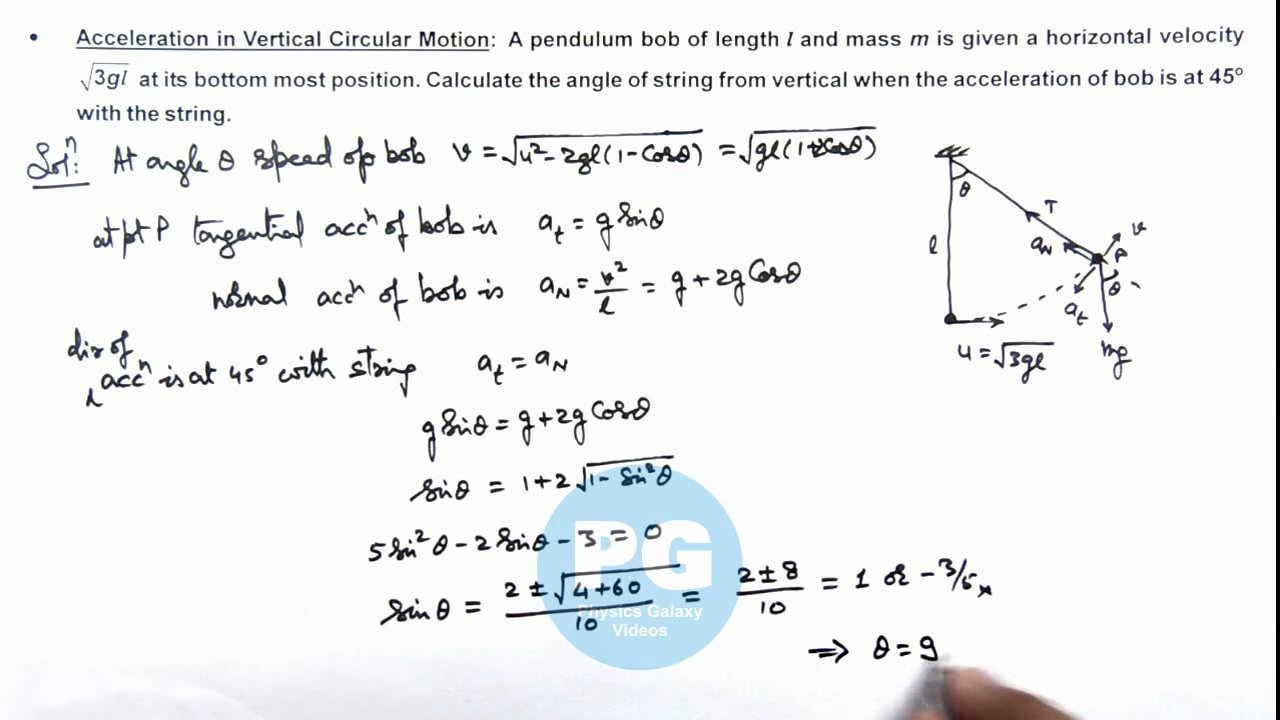 • Acceleration in Vertical Circular Motion: A pendulum bob of length l and mass m is given a horizontal velocity
√3gl at its bottom most position. Calculate the angle of string from vertical when the acceleration of bob is at 45°
with the string.
Solⁿ: At angle θ speed of bob v = √u² - 2gl(1 - Cosθ) = √gl(1+2Cosθ)
at pt P tangential accⁿ of bob is a_t = g Sinθ
normal accⁿ of bob is a_N = v²/l = g + 2g Cosθ
dir of
accⁿ is at 45° with string a_t = a_N
g Sinθ = g + 2g Cosθ
Sinθ = 1 + 2√1 - Sin²θ
5 Sin²θ - 2 Sinθ - 3 = 0
Sinθ = 2 ± √4+60 / 10 = 2 ± 8 / 10 = 1 or -3/5 ×
⇒ θ = 9
θ
T
l
a_N
v
P
a_t
θ
mg
u = √3gl
PG
Physics Galaxy
Videos